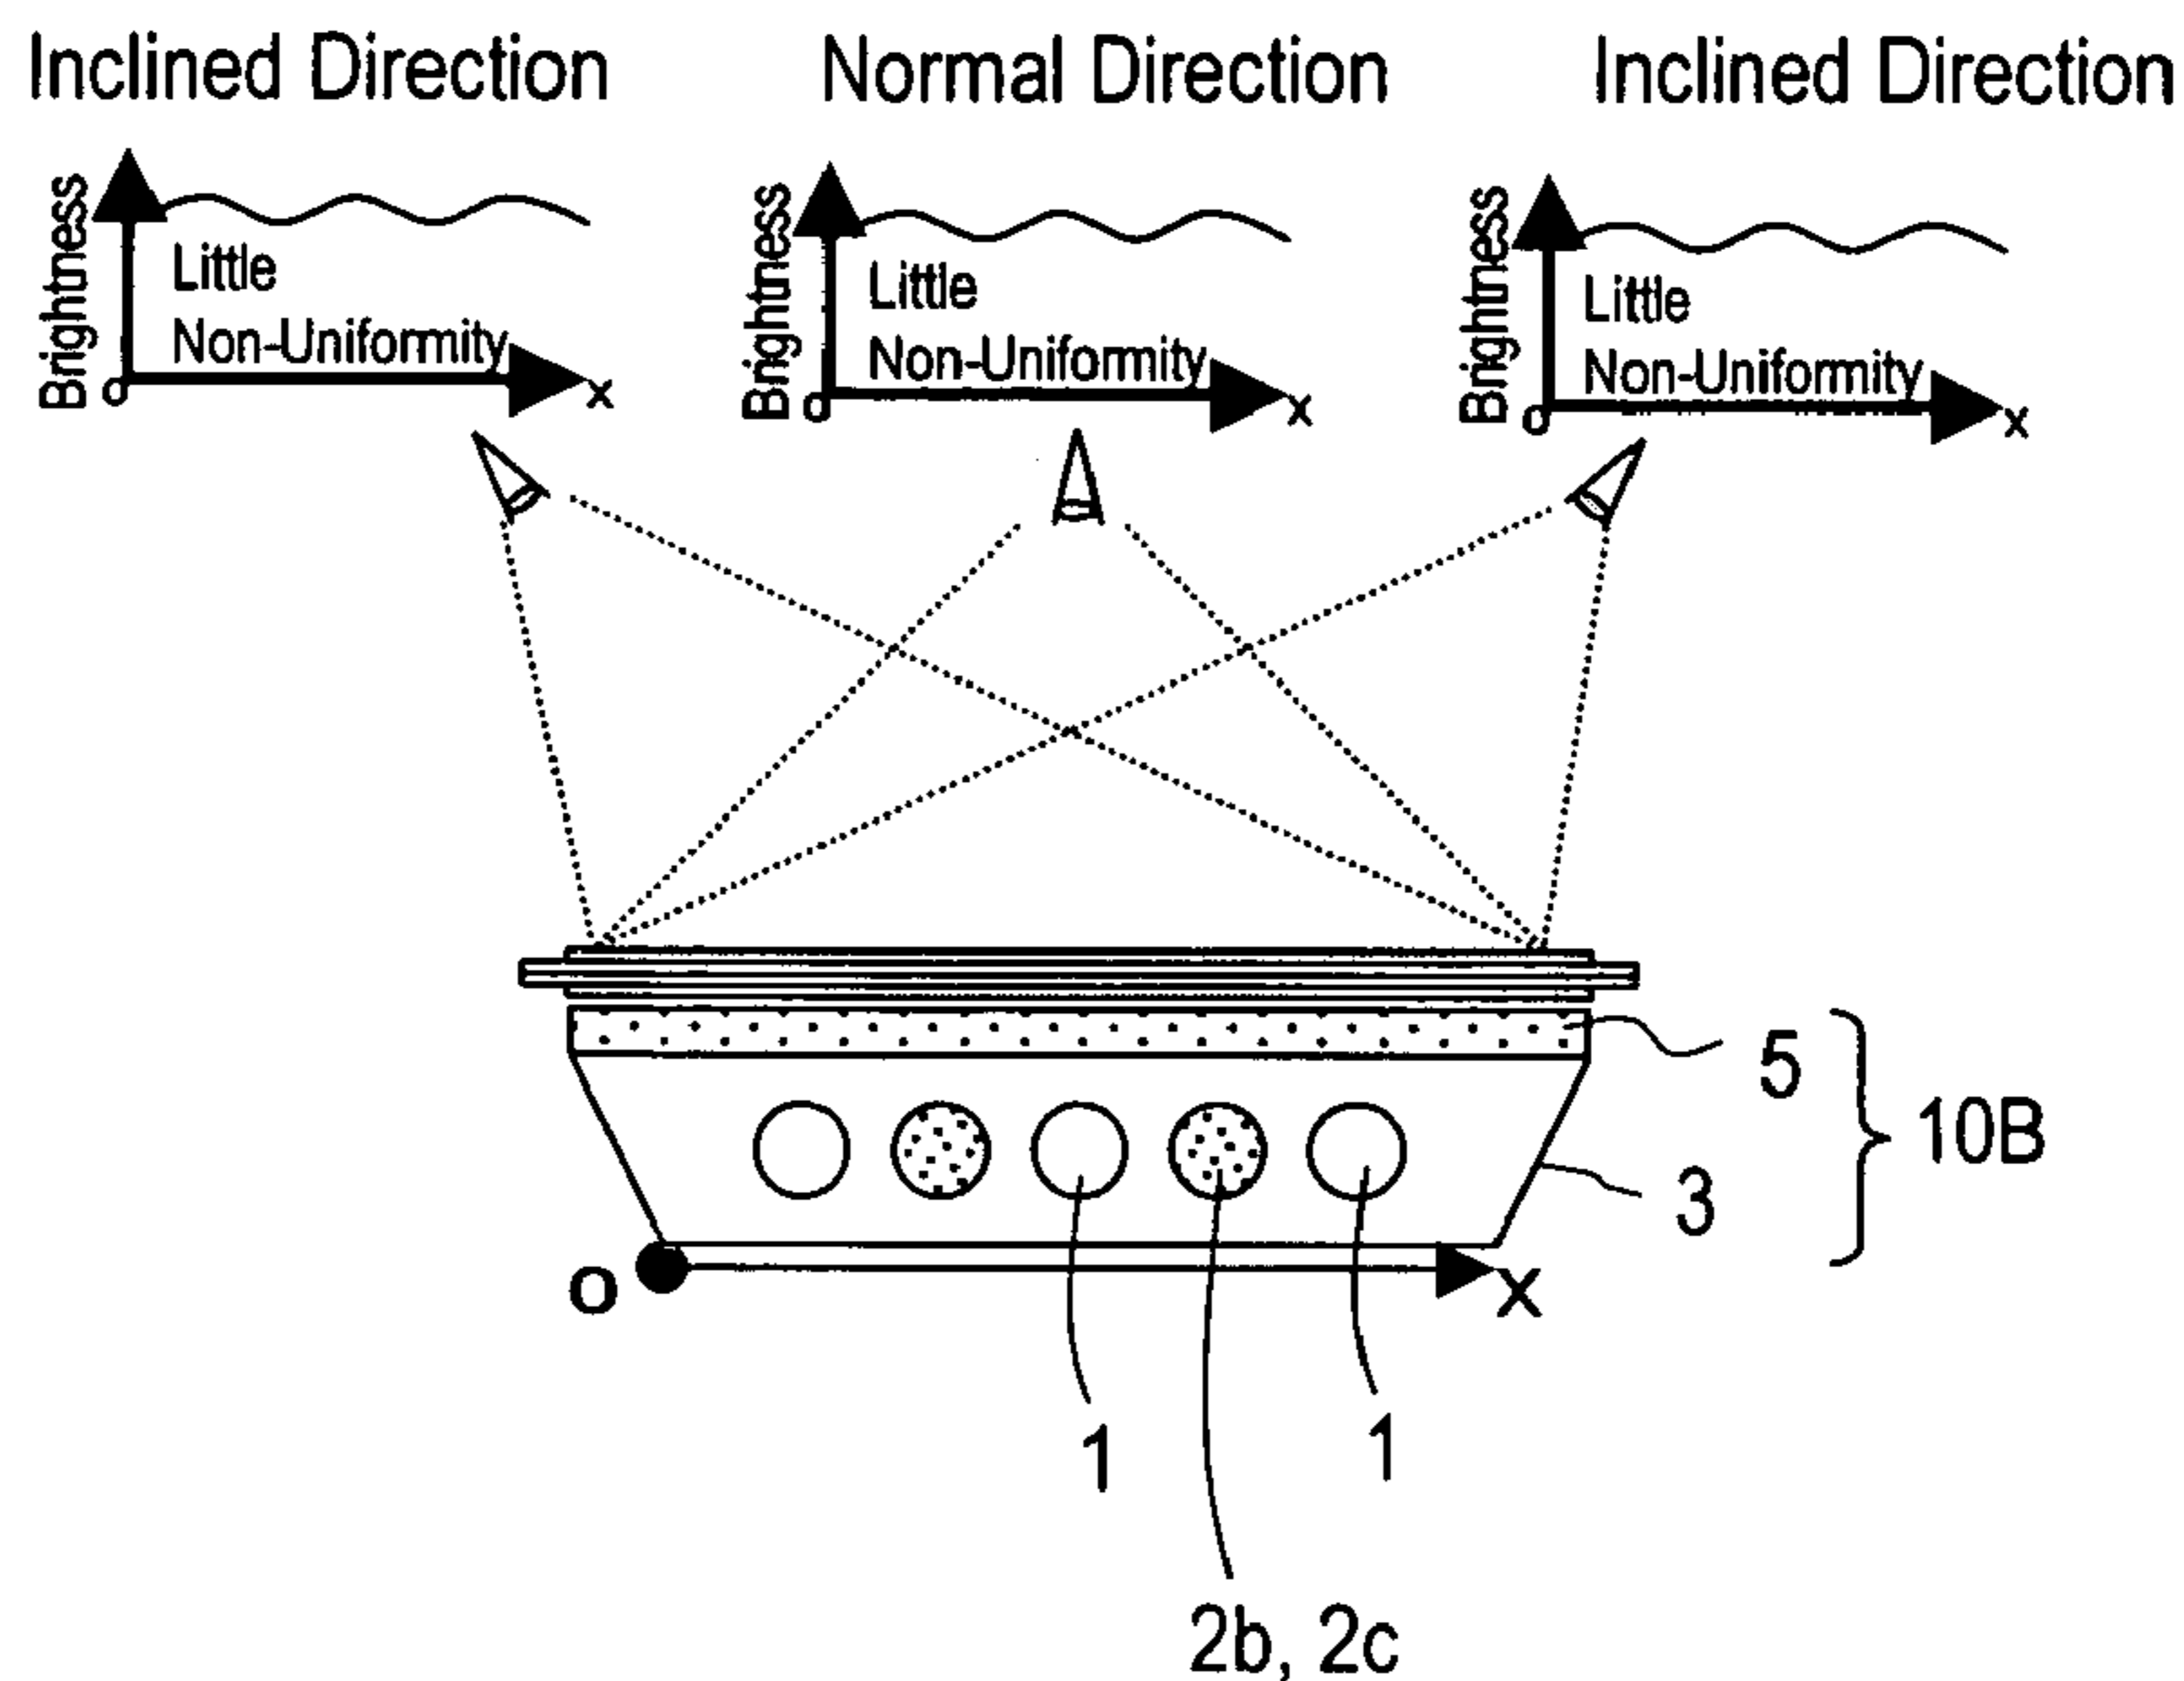 Inclined Direction
Normal Direction
Inclined Direction
Brightness
Little
Non-Uniformity
O
x
Brightness
Little
Non-Uniformity
O
x
Brightness
Little
Non-Uniformity
O
x
5
10B
3
O
X
1
1
2b, 2c